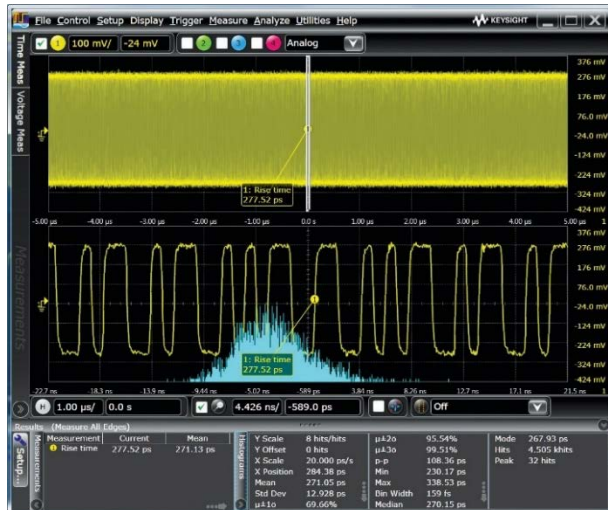 File Control Setup Display Trigger Measure Analyze Utilities Help
KEYSIGHT
Time Meas
Voltage Meas
1 100 mV/ -24 mV 2 3 4 Analog
376 mV
276 mV
176 mV
76.0 mV
-24.0 mV
-124 mV
-224 mV
-324 mV
-424 mV
1
1: Rise time
277.52 ps
-5.00 µs -4.00 µs -3.00 µs -2.00 µs -1.00 µs 0.0 s 1.00 µs 2.00 µs 3.00 µs 4.00 µs 5.00 µs 1
376 mV
276 mV
176 mV
76.0 mV
-24.0 mV
-124 mV
-224 mV
-324 mV
-424 mV
Measurements
1
1: Rise time
277.52 ps
-22.7 ns -18.3 ns -13.9 ns -9.44 ns -5.02 ns -589 ps 3.84 ns 8.26 ns 12.7 ns 17.1 ns 21.5 ns 1
H 1.00 µs/ 0.0 s 4.426 ns/ -589.0 ps Off
Results (Measure All Edges)
Setup...
Measurements
Measurement Current Mean
1 Rise time 277.52 ps 271.13 ps
Histograms
Y Scale 8 hits/hits
Y Offset 0 hits
X Scale 20.000 ps/s
X Position 284.38 ps
Mean 271.05 ps
Std Dev 12.928 ps
µ±1σ 69.66%
µ±2σ 95.54%
µ±3σ 99.51%
p-p 108.36 ps
Min 230.17 ps
Max 338.53 ps
Bin Width 159 fs
Median 270.15 ps
Mode 267.93 ps
Hits 4.505 khits
Peak 32 hits